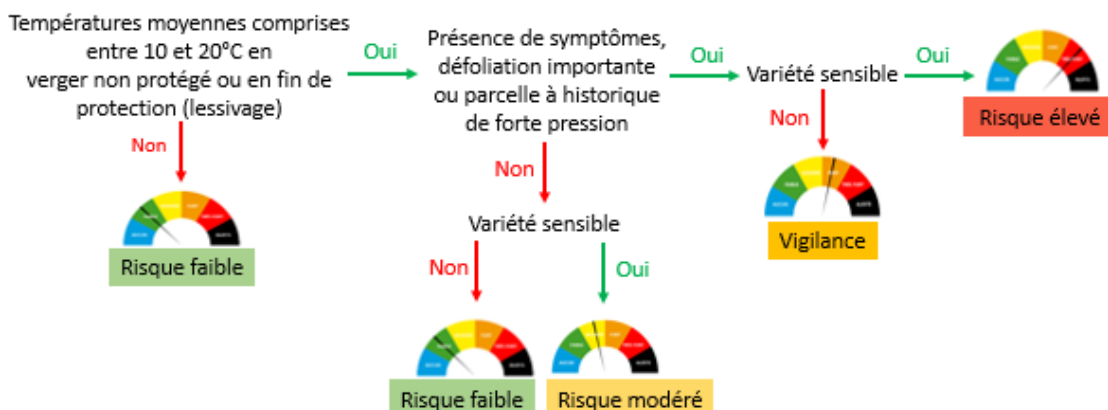 Températures moyennes comprises
entre 10 et 20°C en
verger non protégé ou en fin de
protection (lessivage)
Oui
Présence de symptômes,
défoliation importante
ou parcelle à historique
de forte pression
Oui
Variété sensible
Oui
Risque élevé
Non
Risque faible
Non
Variété sensible
Non
Vigilance
Non
Oui
Risque faible
Risque modéré